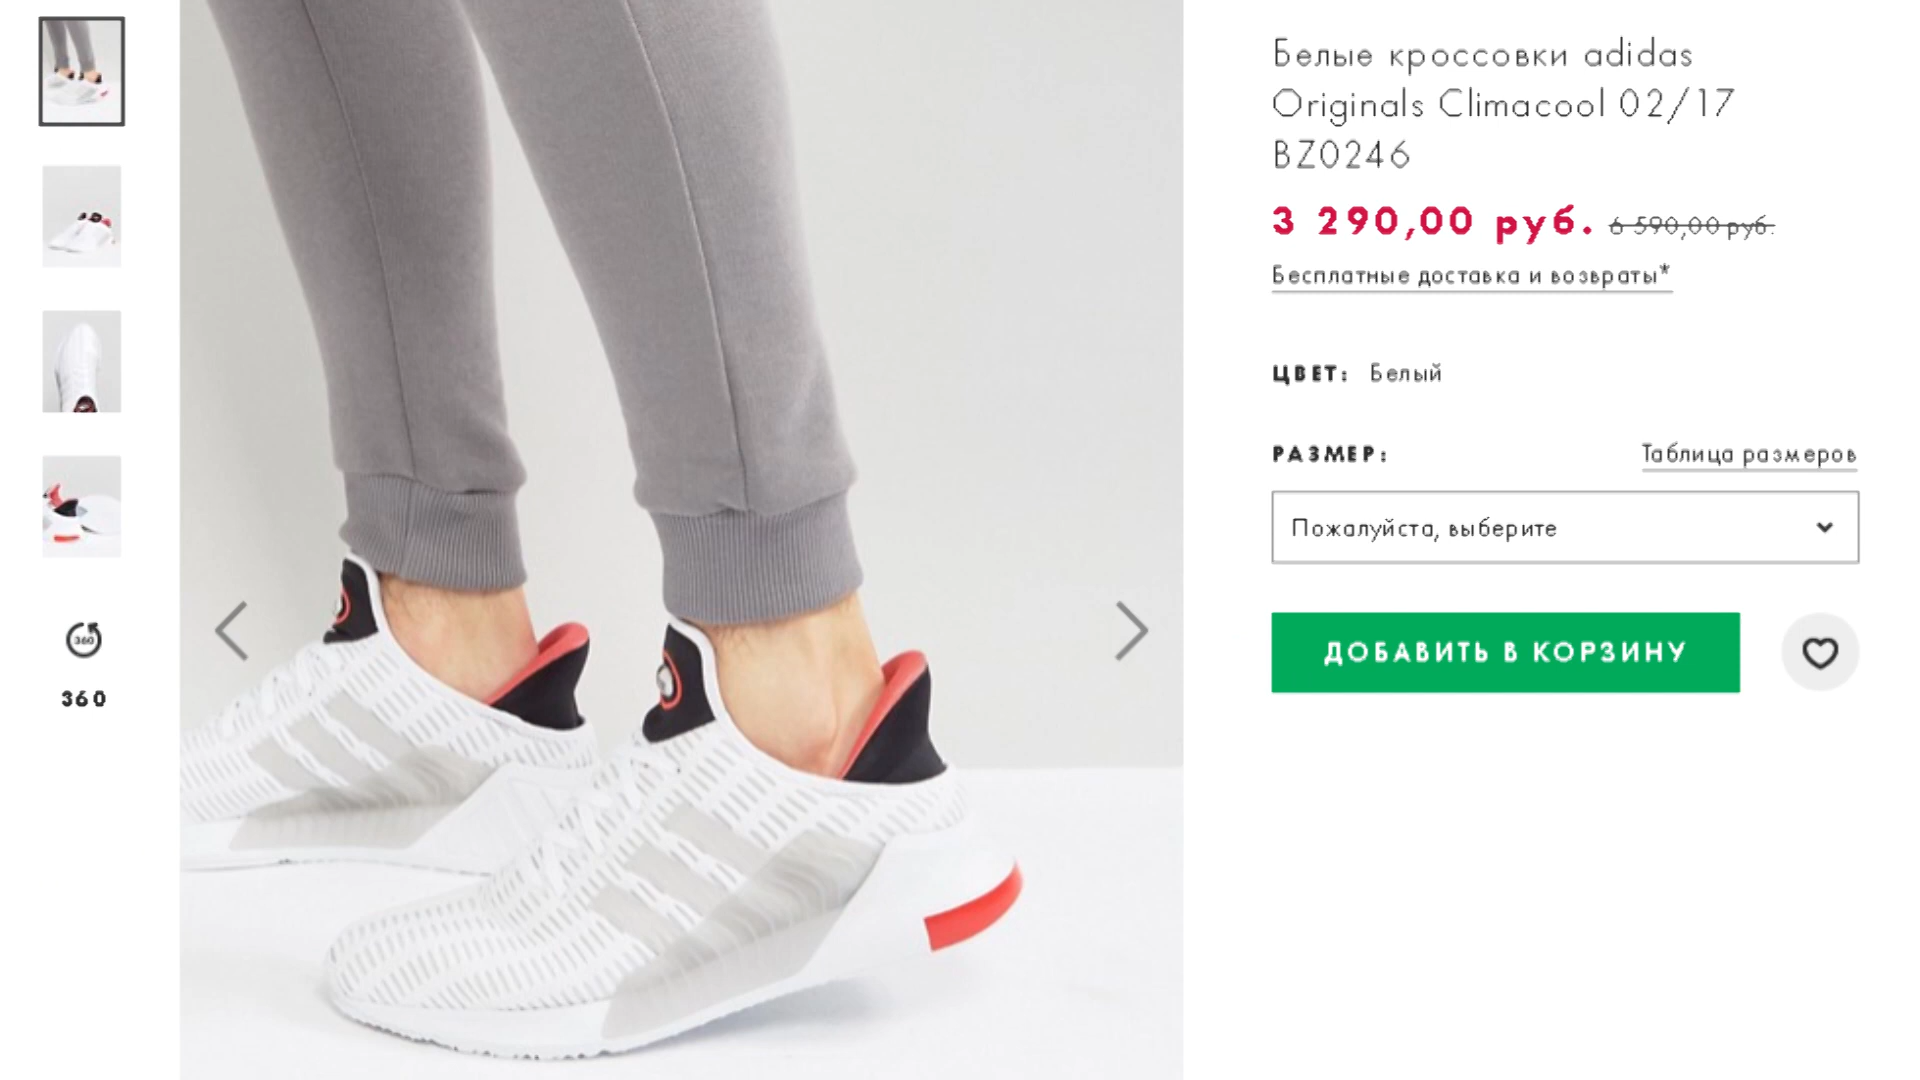 Белые кроссовки adidas
Originals Climacool 02/17
BZ0246
3 290,00 руб. 6 590,00 руб.
Бесплатные доставка и возвраты*
ЦВЕТ: Белый
РАЗМЕР: Таблица размеров
Пожалуйста, выберите
ДОБАВИТЬ В КОРЗИНУ
360
360